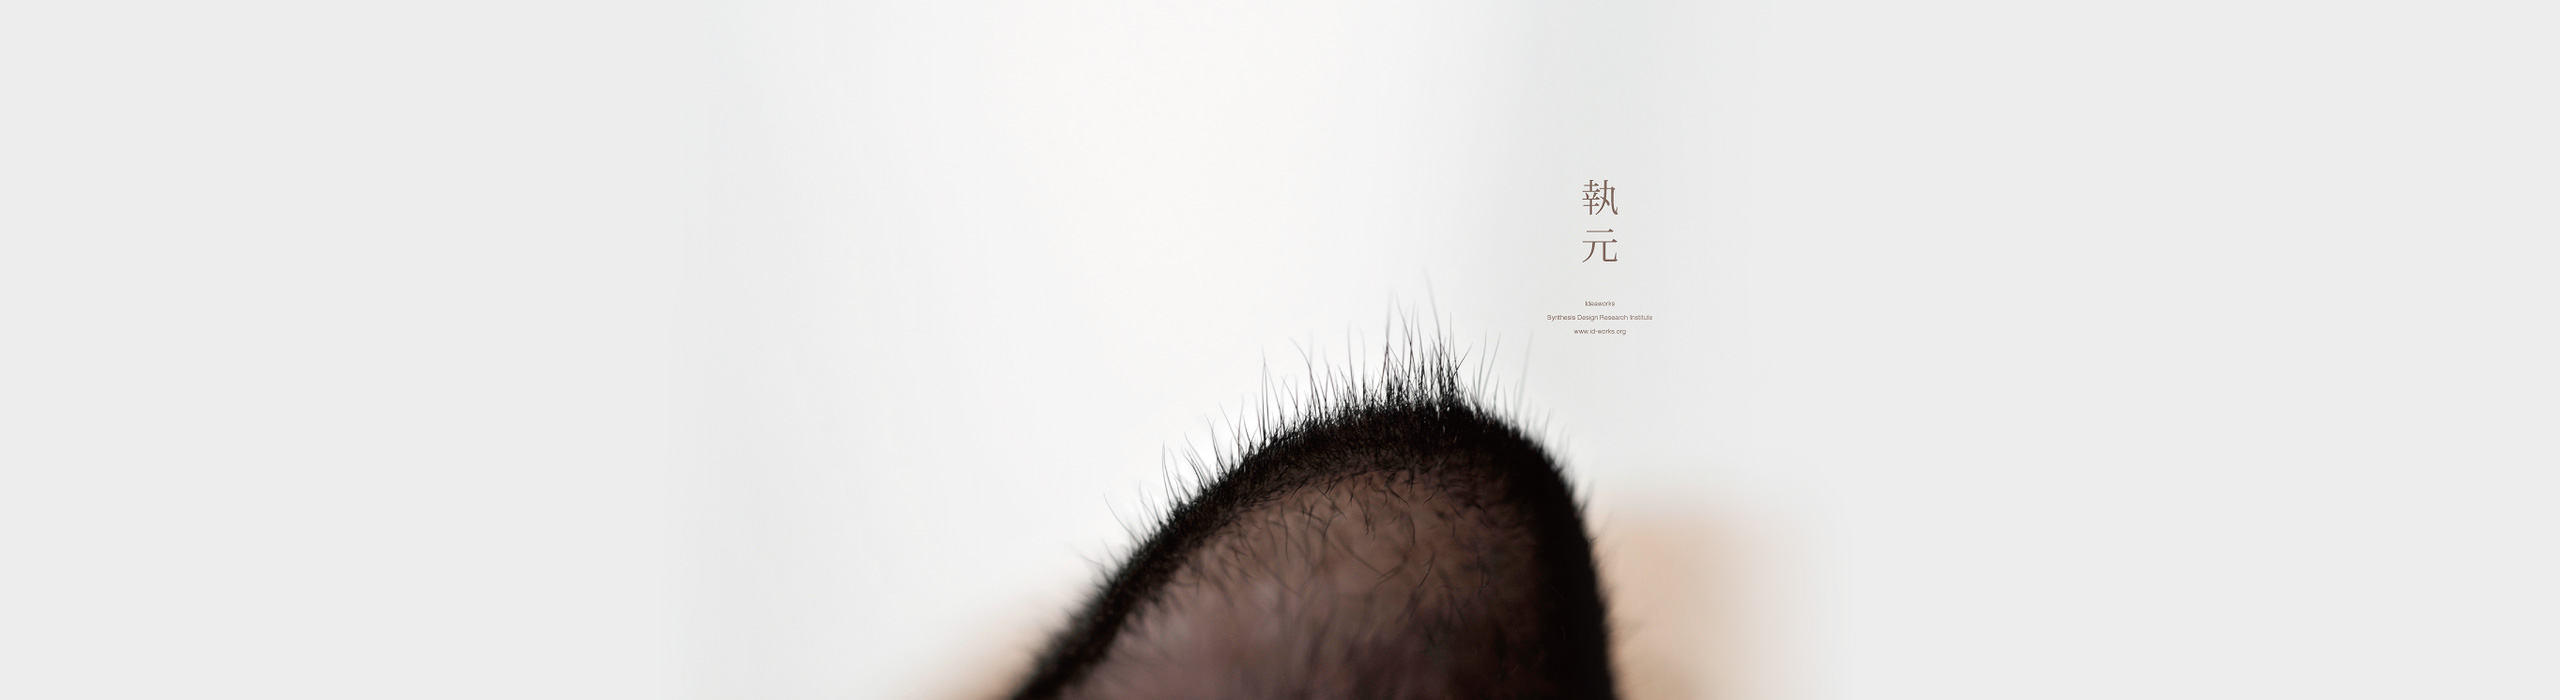 執元
Ideaworks
Synthesis Design Research Institute
www.id-works.org